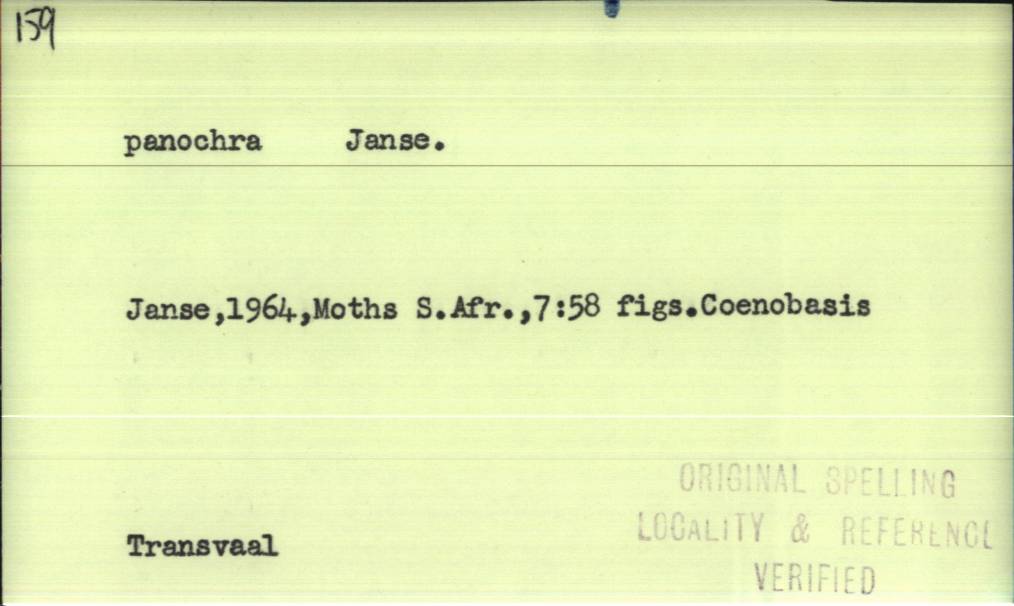 159
panochra Janse.
Janse,1964,Moths S.Afr.,7:58 figs.Coenobasis
Transvaal
ORIGINAL SPELLING
LOCALITY & REFERENCE
VERIFIED